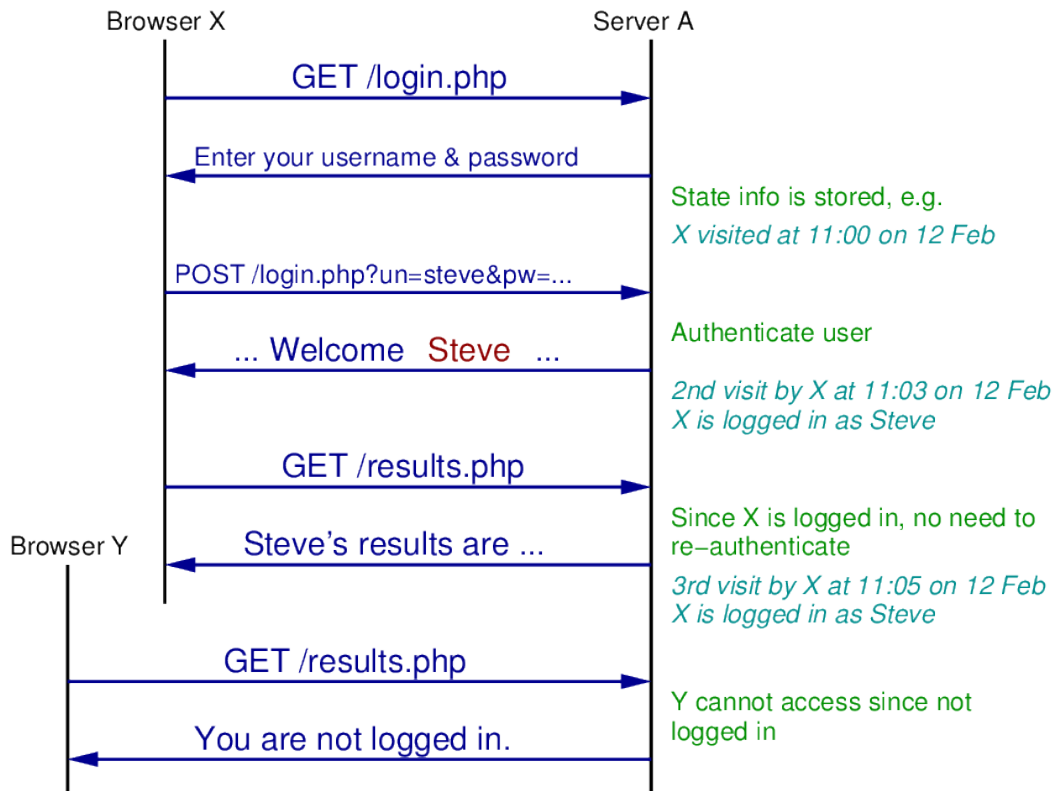 Browser X
Server A
GET /login.php
Enter your username & password
State info is stored, e.g.
X visited at 11:00 on 12 Feb
POST /login.php?un=steve&pw=...
Authenticate user
... Welcome Steve ...
2nd visit by X at 11:03 on 12 Feb
X is logged in as Steve
GET /results.php
Since X is logged in, no need to
re−authenticate
Browser Y
Steve's results are ...
3rd visit by X at 11:05 on 12 Feb
X is logged in as Steve
GET /results.php
Y cannot access since not
logged in
You are not logged in.